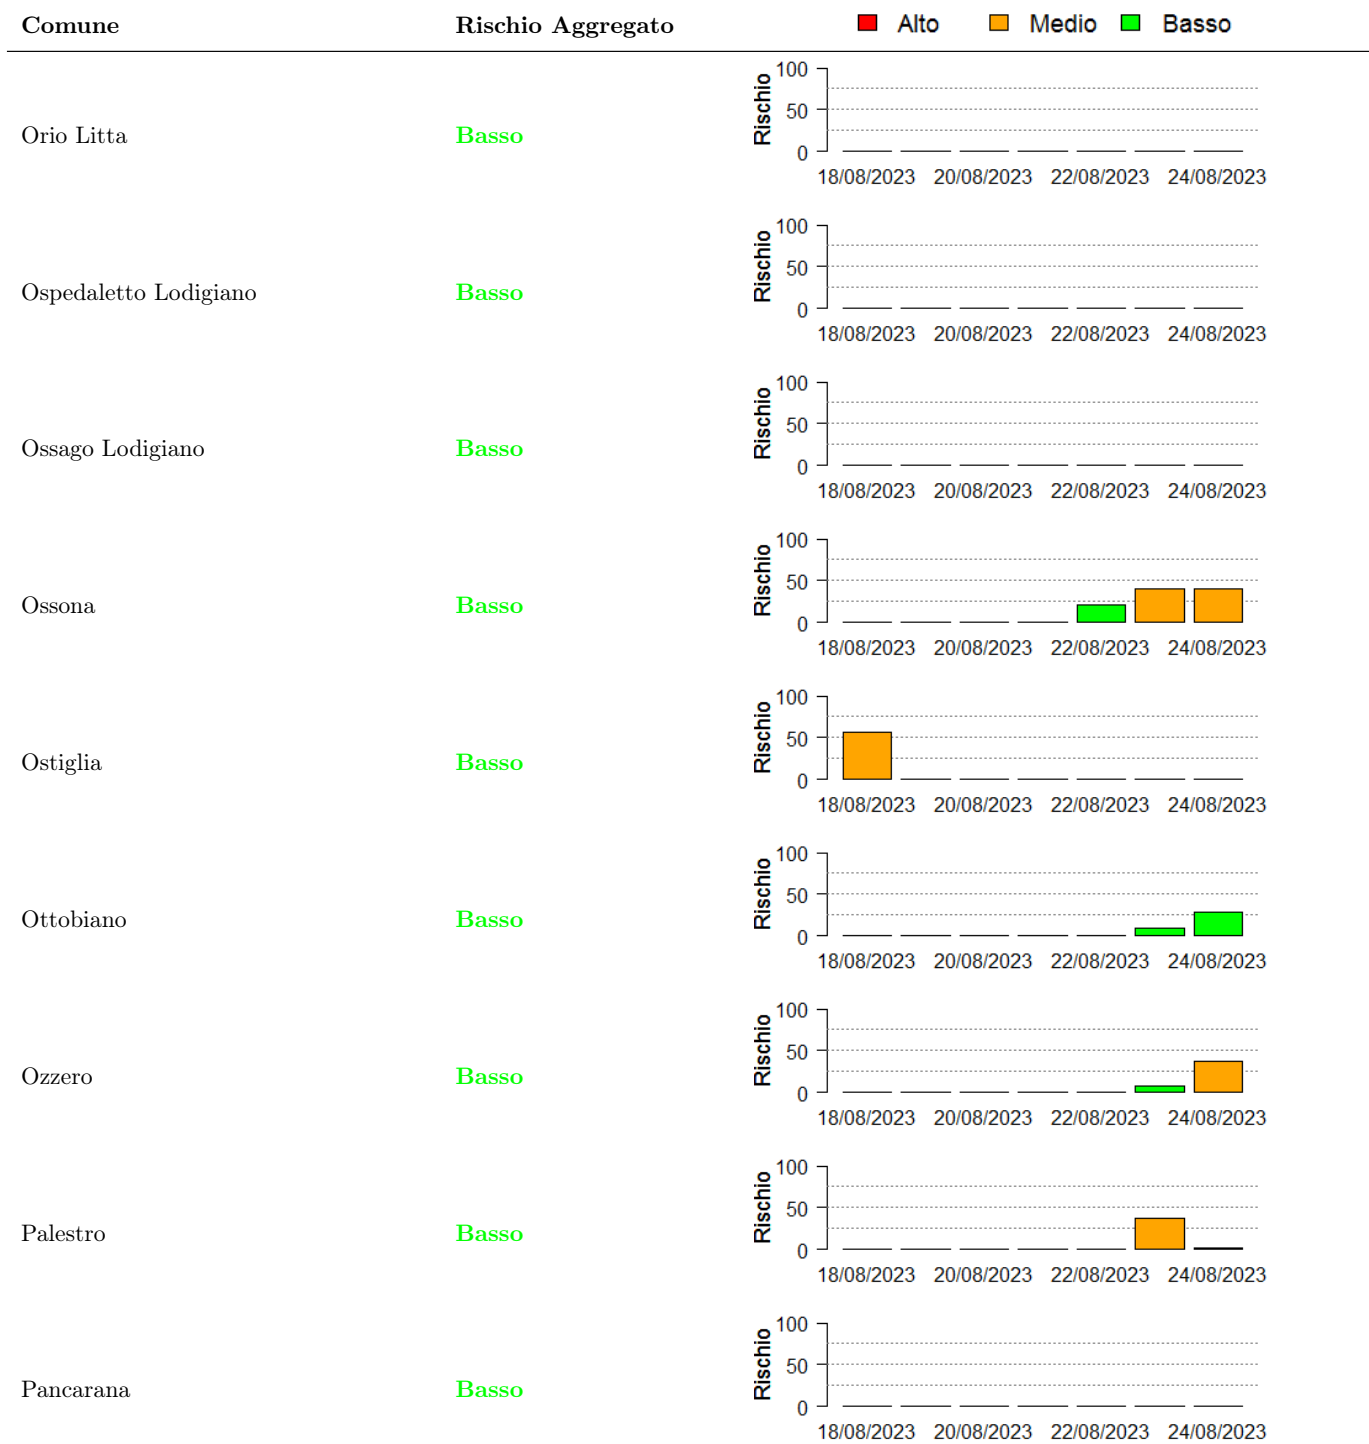 Comune Rischio Aggregato Alto Medio Basso
100
50
0
Rischio
Orio Litta Basso
18/08/2023 20/08/2023 22/08/2023 24/08/2023
100
50
0
Rischio
Ospedaletto Lodigiano Basso
18/08/2023 20/08/2023 22/08/2023 24/08/2023
100
50
0
Rischio
Ossago Lodigiano Basso
18/08/2023 20/08/2023 22/08/2023 24/08/2023
100
50
0
Rischio
Ossona Basso
18/08/2023 20/08/2023 22/08/2023 24/08/2023
100
50
0
Rischio
Ostiglia Basso
18/08/2023 20/08/2023 22/08/2023 24/08/2023
100
50
0
Rischio
Ottobiano Basso
18/08/2023 20/08/2023 22/08/2023 24/08/2023
100
50
0
Rischio
Ozzero Basso
18/08/2023 20/08/2023 22/08/2023 24/08/2023
100
50
0
Rischio
Palestro Basso
18/08/2023 20/08/2023 22/08/2023 24/08/2023
100
50
0
Rischio
Pancarana Basso
18/08/2023 20/08/2023 22/08/2023 24/08/2023